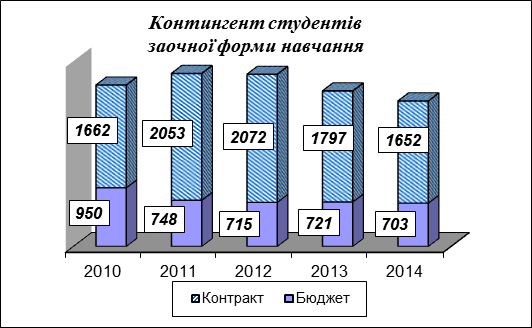 Контингент студентів
заочної форми навчання
1662 2053 2072 1797 1652
950 748 715 721 703
2010 2011 2012 2013 2014
Контракт Бюджет